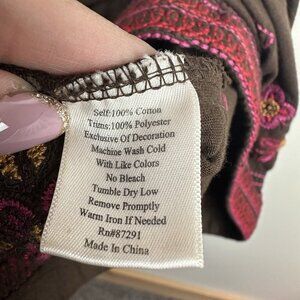 Self:100% Cotton
Trims:100% Polyester
Exclusive Of Decoration
Machine Wash Cold
With Like Colors
No Bleach
Tumble Dry Low
Remove Promptly
Warm Iron If Needed
Rn#87291
Made In China